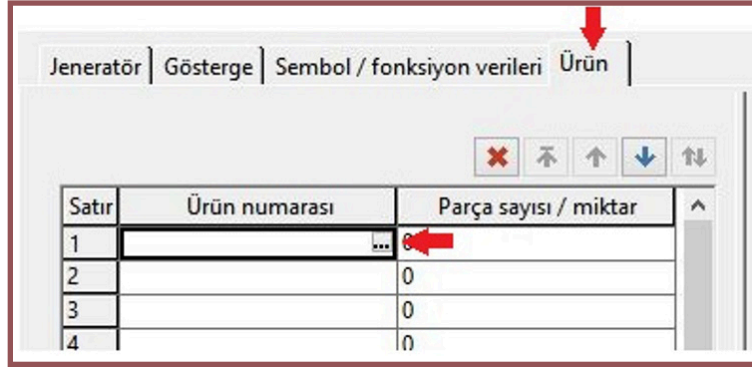 Jeneratör Gösterge Sembol / fonksiyon verileri Ürün
Satır Ürün numarası Parça sayısı / miktar
1 ... 0
2 0
3 0
4 0